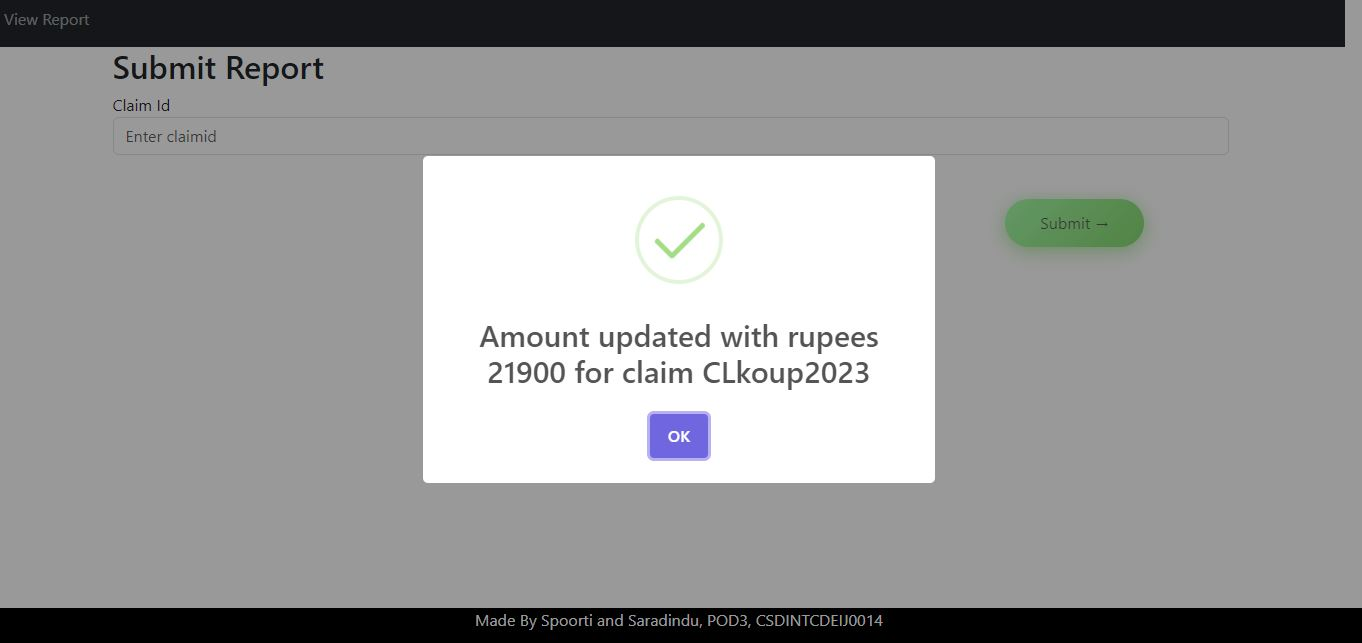 View Report
Submit Report
Claim Id
Enter claimid
Submit →
Amount updated with rupees
21900 for claim CLkoup2023
OK
Made By Spoorti and Saradindu, POD3, CSDINTCDEIJ0014